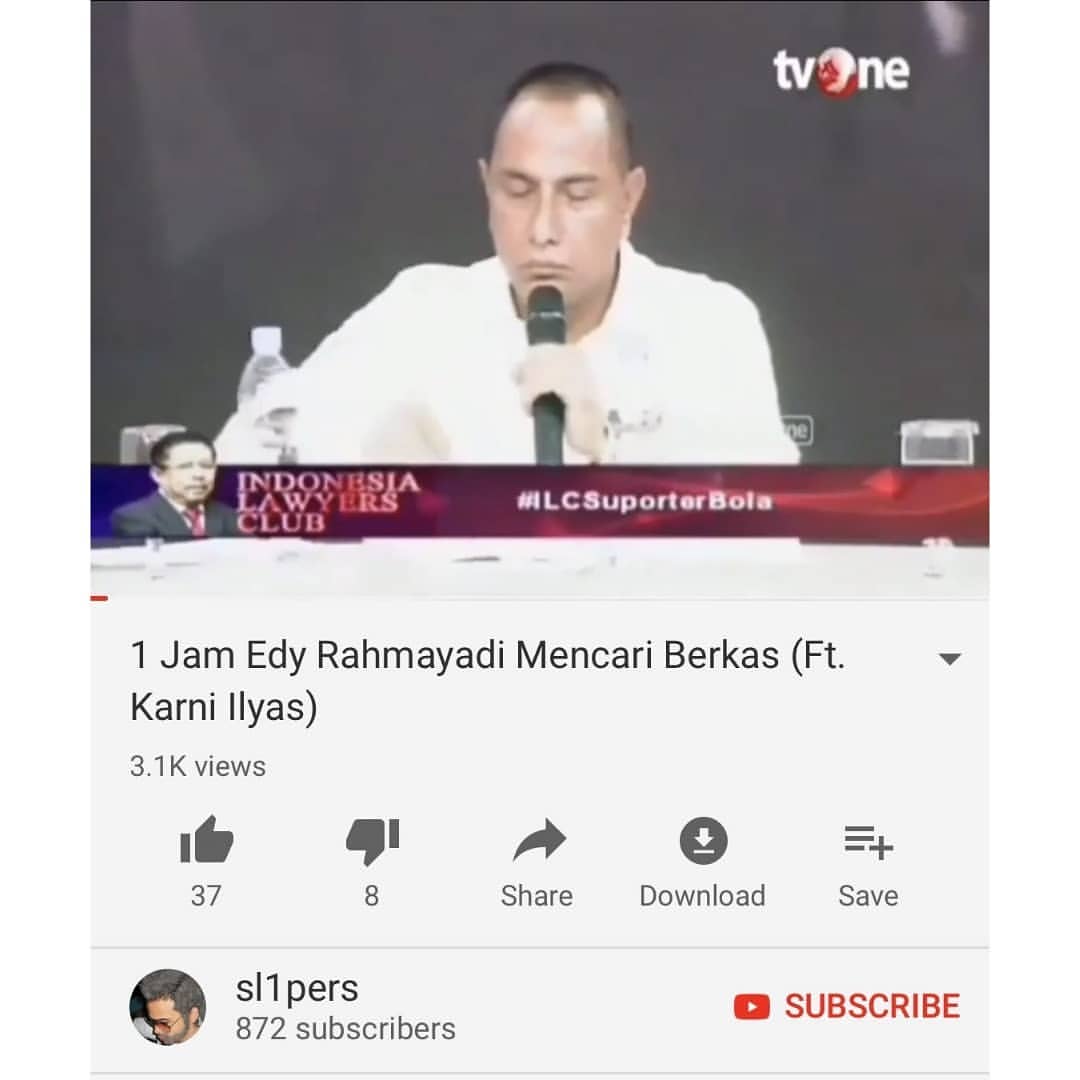 tvOne
ne
INDONESIA
LAWYERS
CLUB
#ILCSuporterBola
1 Jam Edy Rahmayadi Mencari Berkas (Ft.
Karni Ilyas)
3.1K views
37
8
Share
Download
Save
sl1pers
872 subscribers
SUBSCRIBE